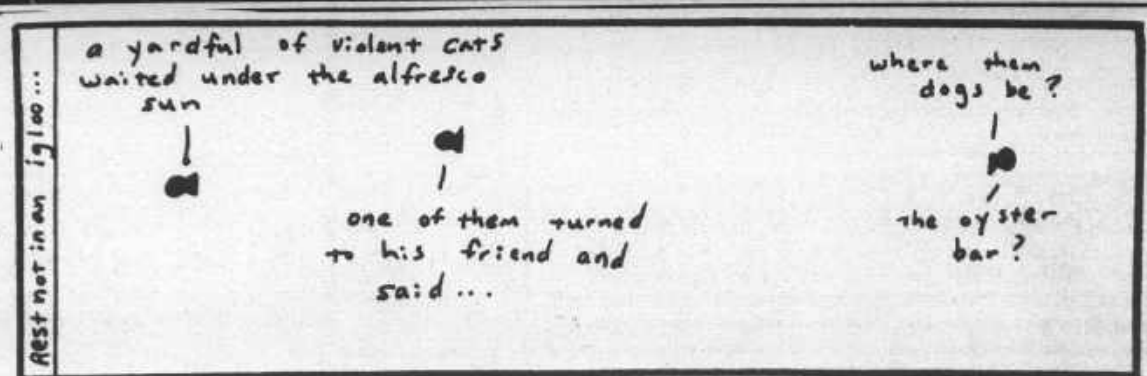 Rest not in an igloo...
a yardful of violent cats
waited under the alfresco
sun
one of them turned
to his friend and
said...
where them
dogs be?
The oyster
bar?